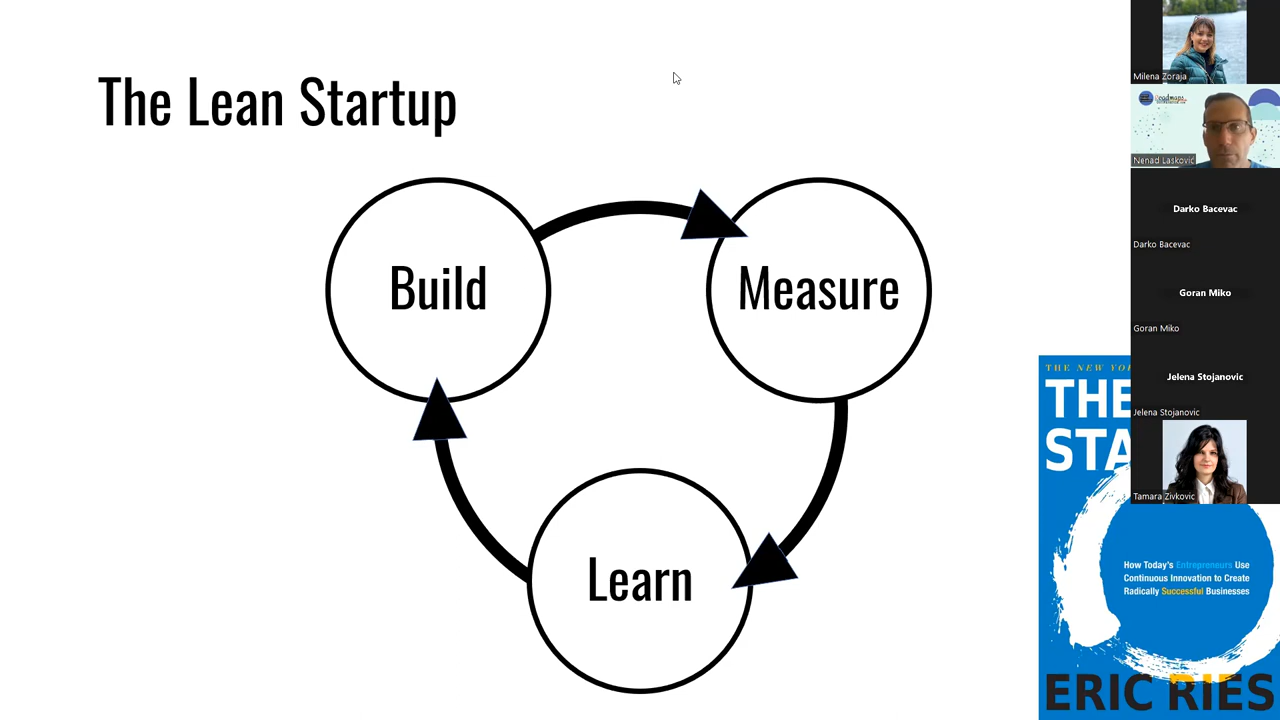 The Lean Startup
Build
Measure
Learn
THE NEW YO
THE
STA
How Today's Entrepreneurs Use
Continuous Innovation to Create
Radically Successful Businesses
ERIC RIES
Milena Zoraja
Nenad Lasković
Darko Bacevac
Darko Bacevac
Goran Miko
Goran Miko
Jelena Stojanovic
Jelena Stojanovic
Tamara Zivkovic